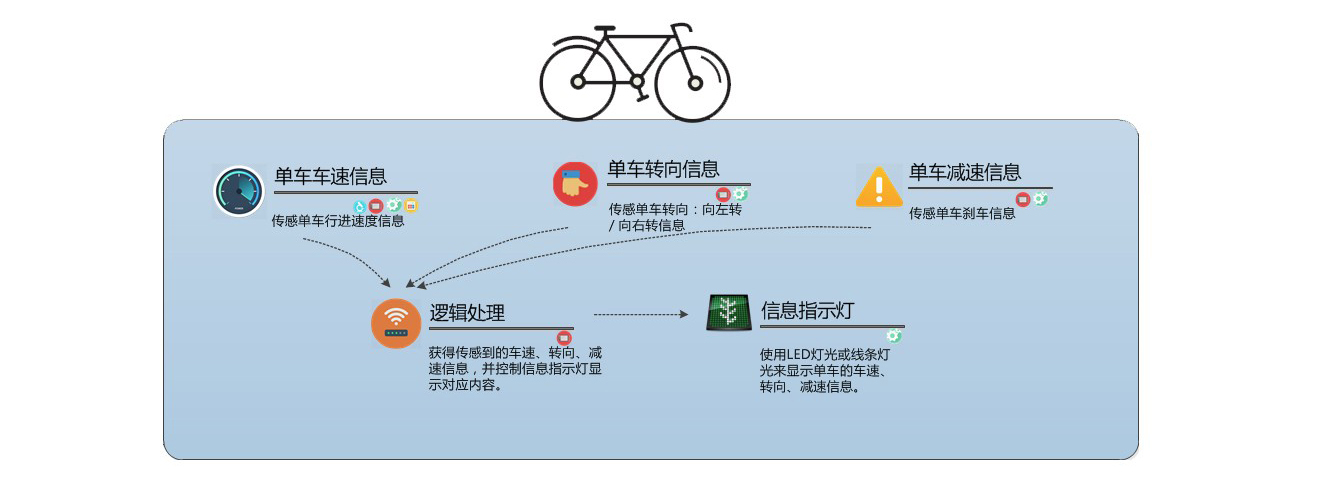 单车车速信息
传感单车行进速度信息
单车转向信息
传感单车转向：向左转
/ 向右转信息
单车减速信息
传感单车刹车信息
逻辑处理
获得传感到的车速、转向、减
速信息，并控制信息指示灯显
示对应内容。
信息指示灯
使用LED灯光或线条灯
光来显示单车的车速、
转向、减速信息。